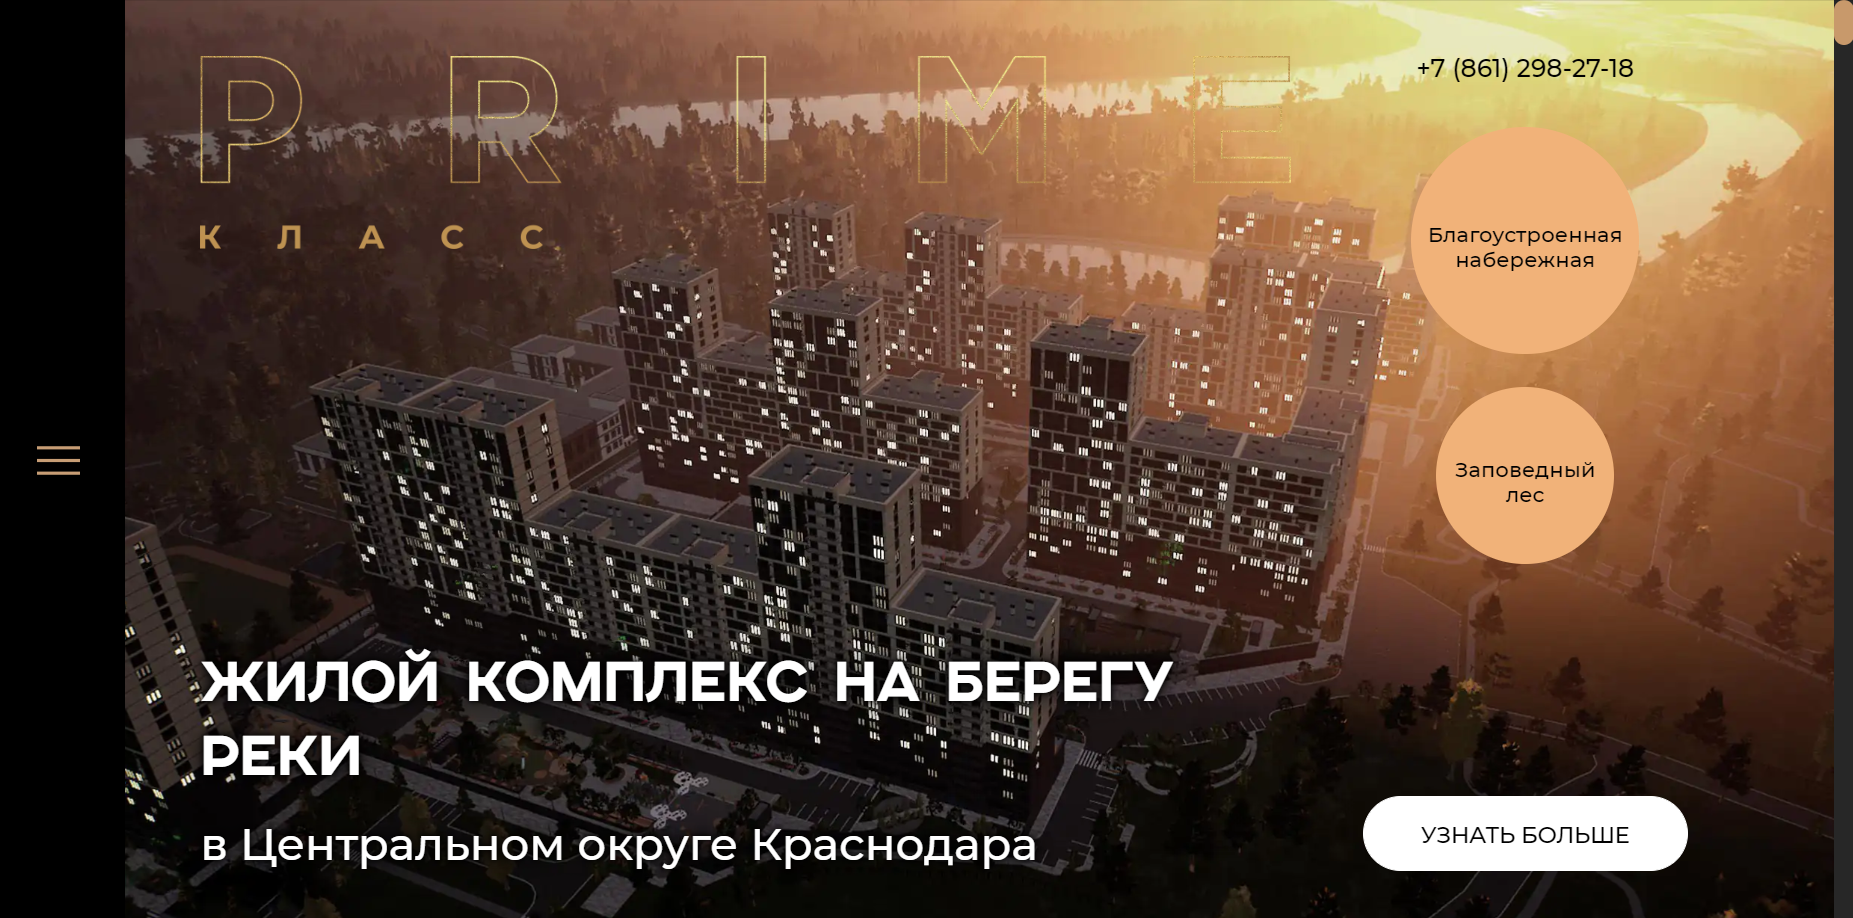 PRIME
КЛАСС
+7 (861) 298-27-18
Благоустроенная
набережная
Заповедный
лес
ЖИЛОЙ КОМПЛЕКС НА БЕРЕГУ
РЕКИ
в Центральном округе Краснодара
УЗНАТЬ БОЛЬШЕ